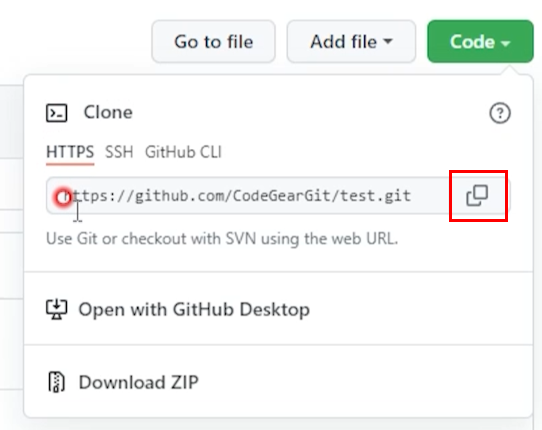 Go to file Add file Code
Clone
HTTPS SSH GitHub CLI
https://github.com/CodeGearGit/test.git
Use Git or checkout with SVN using the web URL.
Open with GitHub Desktop
Download ZIP